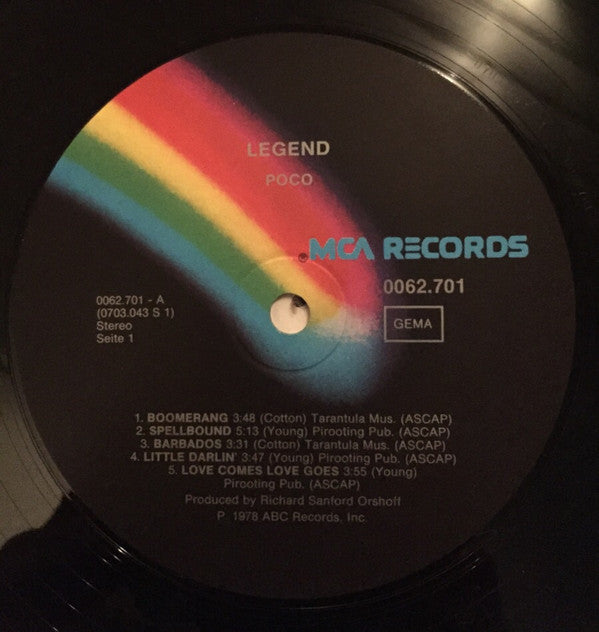 LEGEND
POCO
MCA RECORDS
0062.701
GEMA
0062.701 - A
(0703.043 S 1)
Stereo
Seite 1
1. BOOMERANG 3:48 (Cotton) Tarantula Mus. (ASCAP)
2. SPELLBOUND 5:13 (Young) Pirooting Pub. (ASCAP)
3. BARBADOS 3:31 (Cotton) Tarantula Mus. (ASCAP)
4. LITTLE DARLIN' 3:47 (Young) Pirooting Pub. (ASCAP)
5. LOVE COMES LOVE GOES 3:55 (Young)
Pirooting Pub. (ASCAP)
Produced by Richard Sanford Orshoff
P. 1978 ABC Records, Inc.